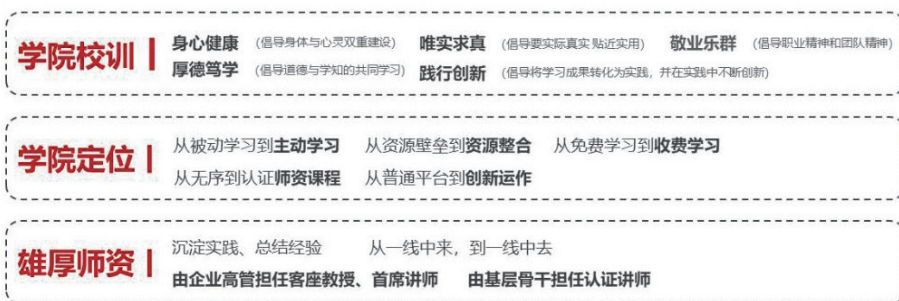 学院校训
身心健康 (倡导身体与心灵双重建设) 唯实求真 (倡导要实际真实 贴近实用) 敬业乐群 (倡导职业精神和团队精神)
厚德笃学 (倡导道德与学知的共同学习) 践行创新 (倡导将学习成果转化为实践，并在实践中不断创新)
学院定位
从被动学习到主动学习 从资源壁垒到资源整合 从免费学习到收费学习
从无序到认证师资课程 从普通平台到创新运作
雄厚师资
沉淀实践、总结经验 从一线中来，到一线中去
由企业高管担任客座教授、首席讲师 由基层骨干担任认证讲师